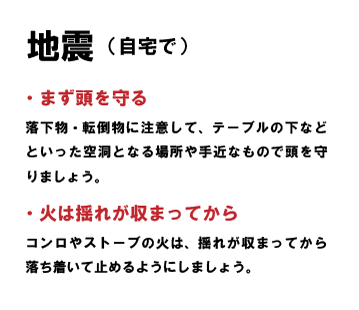 地震（自宅で）
・まず頭を守る
落下物・転倒物に注意して、テーブルの下など
といった空洞となる場所や手近なもので頭を守
りましょう。
・火は揺れが収まってから
コンロやストーブの火は、揺れが収まってから
落ち着いて止めるようにしましょう。